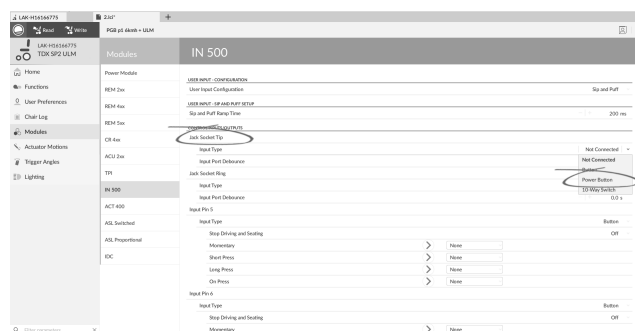 LAK-H16166775
2.lci*
+
Read
Write
PGB p1 6kmh = ULM
LAK-H16166775
TDX SP2 ULM
Modules
IN 500
Home
Functions
User Preferences
Chair Log
Modules
Actuator Motions
Trigger Angles
Lighting
Power Module
REM 2xx
REM 4xx
REM 5xx
CR 4xx
ACU 2xx
TPI
IN 500
ACT 400
ASL Switched
ASL Proportional
IDC
USER INPUT - CONFIGURATION
User Input Configuration
Sip and Puff
USER INPUT - SIP AND PUFF SETUP
Sip and Puff Ramp Time
200 ms
Jack Socket Tip
Input Type
Not Connected
Input Port Debounce
Not Connected
Power Button
10-Way Switch
Jack Socket Ring
Input Type
Input Port Debounce
0.0 s
Input Pin 5
Input Type
Button
Stop Driving and Seating
Off
Momentary
None
Short Press
None
Long Press
None
On Press
None
Input Pin 6
Input Type
Button
Stop Driving and Seating
Off
Momentary
None